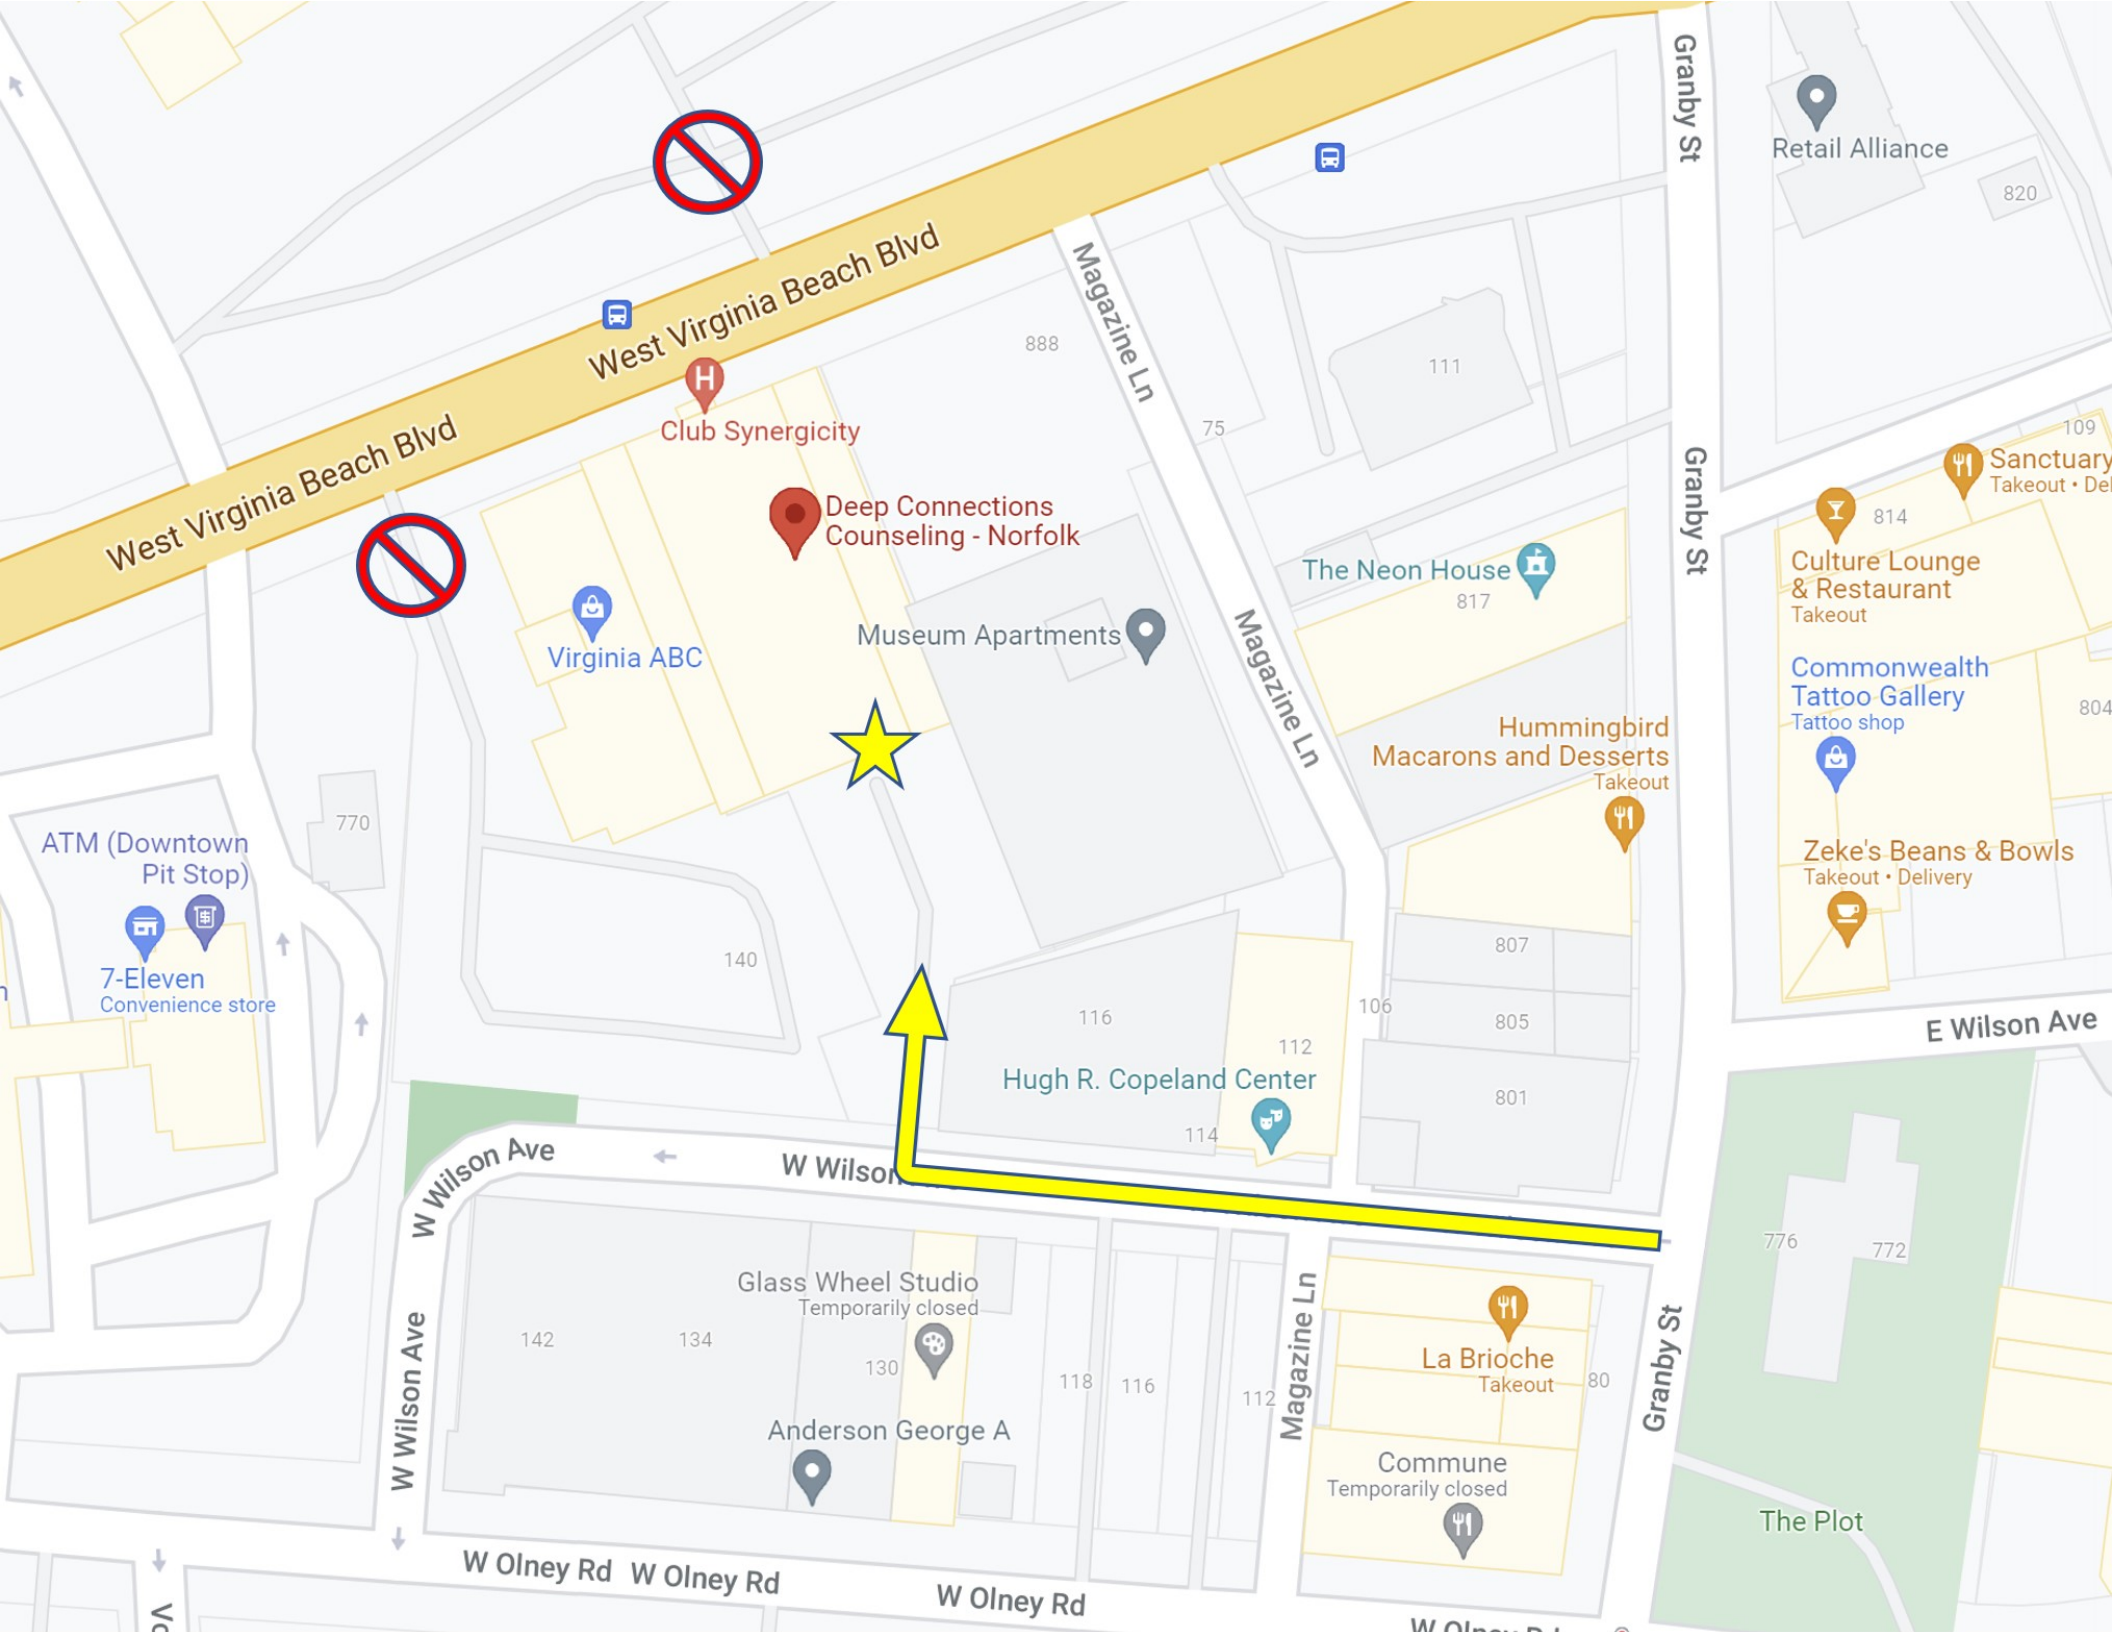 Granby St
Retail Alliance
820
West Virginia Beach Blvd
Magazine Ln
888
111
H
Club Synergicity
75
West Virginia Beach Blvd
109
Sanctuary
Takeout • Del
Granby St
814
Deep Connections
Counseling - Norfolk
Culture Lounge
& Restaurant
Takeout
The Neon House
817
Virginia ABC
Museum Apartments
Magazine Ln
Commonwealth
Tattoo Gallery
Tattoo shop
804
Hummingbird
Macarons and Desserts
Takeout
770
ATM (Downtown
Pit Stop)
$
Zeke's Beans & Bowls
Takeout • Delivery
140
807
7-Eleven
Convenience store
116
106
805
112
E Wilson Ave
Hugh R. Copeland Center
801
114
W Wilson Ave
W Wilson
776
772
Glass Wheel Studio
Temporarily closed
142
134
130
118
116
112
Magazine Ln
La Brioche
Takeout
80
Granby St
W Wilson Ave
Anderson George A
Commune
Temporarily closed
The Plot
W Olney Rd
W Olney Rd
W Olney Rd